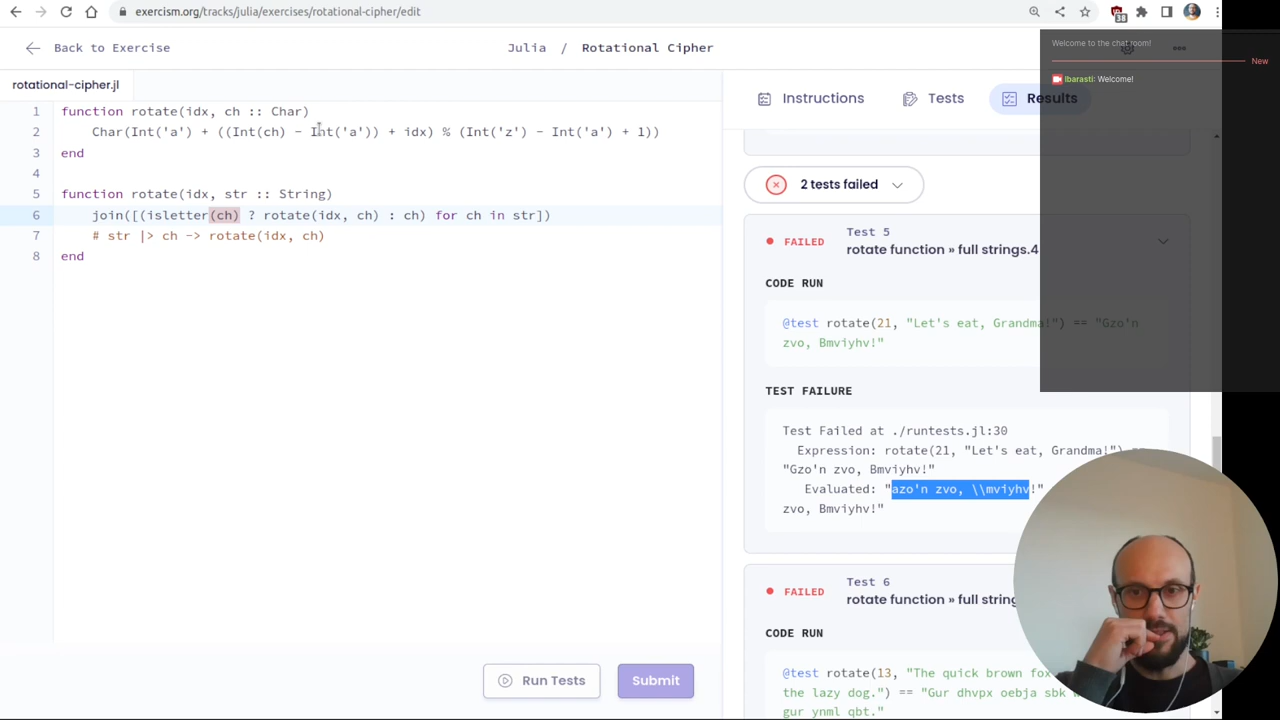 exercism.org/tracks/julia/exercises/rotational-cipher/edit
38
Back to Exercise
Julia / Rotational Cipher
Welcome to the chat room!
New
lbarasti: Welcome!
rotational-cipher.jl
Instructions
Tests
Results
1 function rotate(idx, ch :: Char)
2 Char(Int('a') + ((Int(ch) - Int('a')) + idx) % (Int('z') - Int('a') + 1))
3 end
4
5 function rotate(idx, str :: String)
6 join([(isletter(ch) ? rotate(idx, ch) : ch) for ch in str])
7 # str |> ch -> rotate(idx, ch)
8 end
2 tests failed
FAILED
Test 5
rotate function » full strings.4
CODE RUN
@test rotate(21, "Let's eat, Grandma!") == "Gzo'n
zvo, Bmviyhv!"
TEST FAILURE
Test Failed at ./runtests.jl:30
Expression: rotate(21, "Let's eat, Grandma!") ==
"Gzo'n zvo, Bmviyhv!"
Evaluated: "azo'n zvo, \\mviyhv!"
zvo, Bmviyhv!"
FAILED
Test 6
rotate function » full string
CODE RUN
@test rotate(13, "The quick brown fox
the lazy dog.") == "Gur dhvpx oebja sbk
gur ynml qbt."
Run Tests
Submit